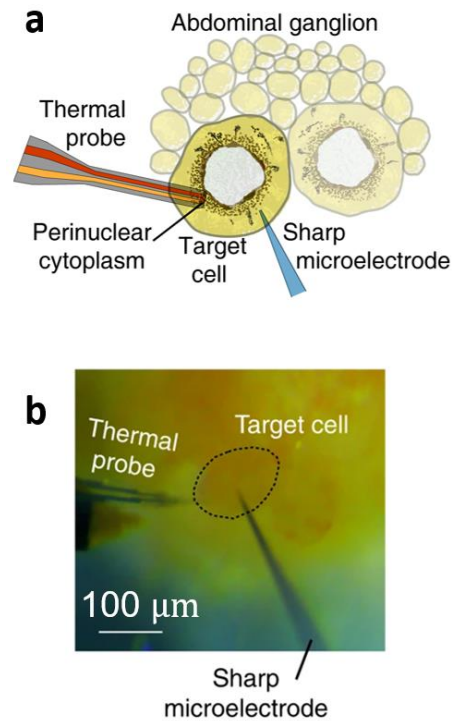 a
Abdominal ganglion
Thermal
probe
Perinuclear
cytoplasm
Target
cell
Sharp
microelectrode
b
Thermal
probe
Target cell
100 μm
Sharp
microelectrode